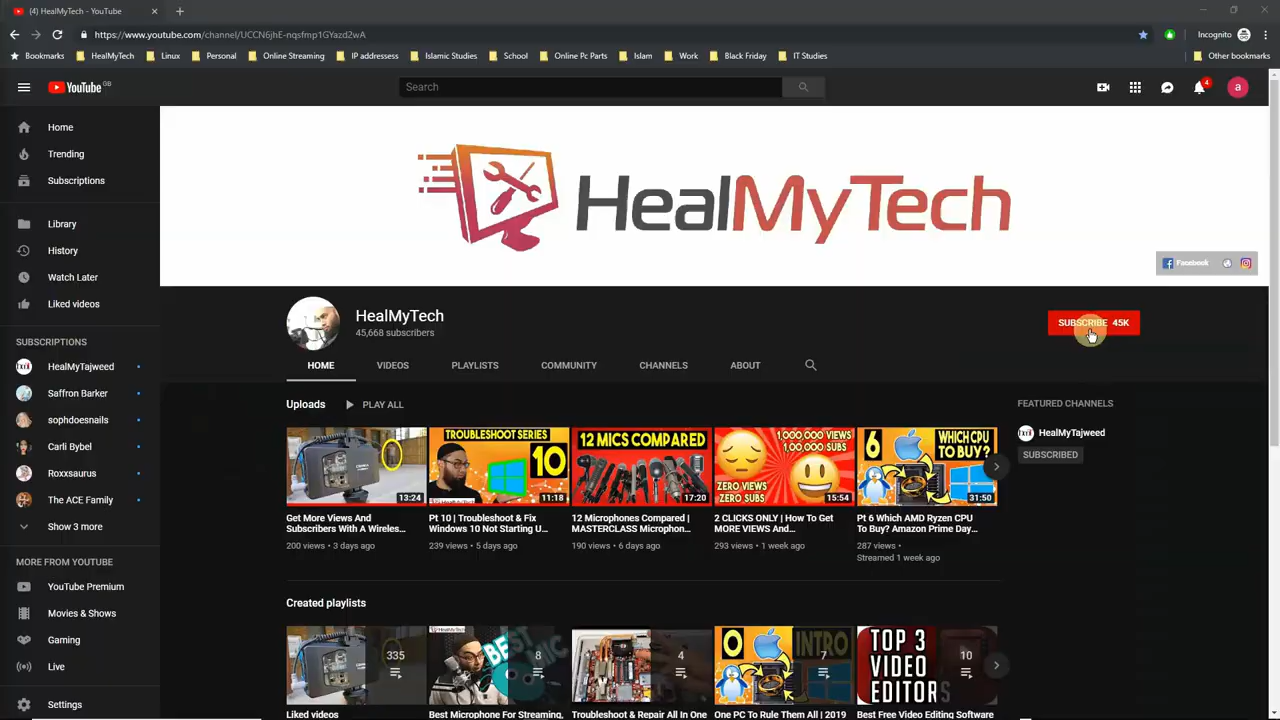 (4) HealMyTech - YouTube
https://www.youtube.com/channel/UCCN6jhE-nqsfmp1GYazd2wA
Incognito
Bookmarks
HealMyTech
Linux
Personal
Online Streaming
IP addressess
Islamic Studies
School
Online Pc Parts
Islam
Work
Black Friday
IT Studies
Other bookmarks
YouTube GB
Search
4
a
Home
Trending
Subscriptions
Library
History
Watch Later
Liked videos
SUBSCRIPTIONS
HealMyTajweed
Saffron Barker
sophdoesnails
Carli Bybel
Roxxsaurus
The ACE Family
Show 3 more
MORE FROM YOUTUBE
YouTube Premium
Movies & Shows
Gaming
Live
Settings
HealMyTech
Facebook
HealMyTech
45,668 subscribers
SUBSCRIBE 45K
HOME
VIDEOS
PLAYLISTS
COMMUNITY
CHANNELS
ABOUT
Uploads
PLAY ALL
13:24
Get More Views And
Subscribers With A Wireles...
200 views • 3 days ago
TROUBLESHOOT SERIES
10
11:18
Pt 10 | Troubleshoot & Fix
Windows 10 Not Starting U...
239 views • 5 days ago
12 MICS COMPARED
17:20
12 Microphones Compared |
MASTERCLASS Microphon...
190 views • 6 days ago
1,000,000 VIEWS
1,00,000 SUBS
ZERO VIEWS
ZERO SUBS
15:54
2 CLICKS ONLY | How To Get
MORE VIEWS And...
293 views • 1 week ago
6
WHICH CPU
TO BUY?
31:50
Pt 6 Which AMD Ryzen CPU
To Buy? Amazon Prime Day...
287 views •
Streamed 1 week ago
FEATURED CHANNELS
HealMyTajweed
SUBSCRIBED
Created playlists
335
Liked videos
BEST
MIC
8
Best Microphone For Streaming,
4
Troubleshoot & Repair All In One
0
INTRO
7
One PC To Rule Them All | 2019
TOP 3
VIDEO
EDITORS
10
Best Free Video Editing Software